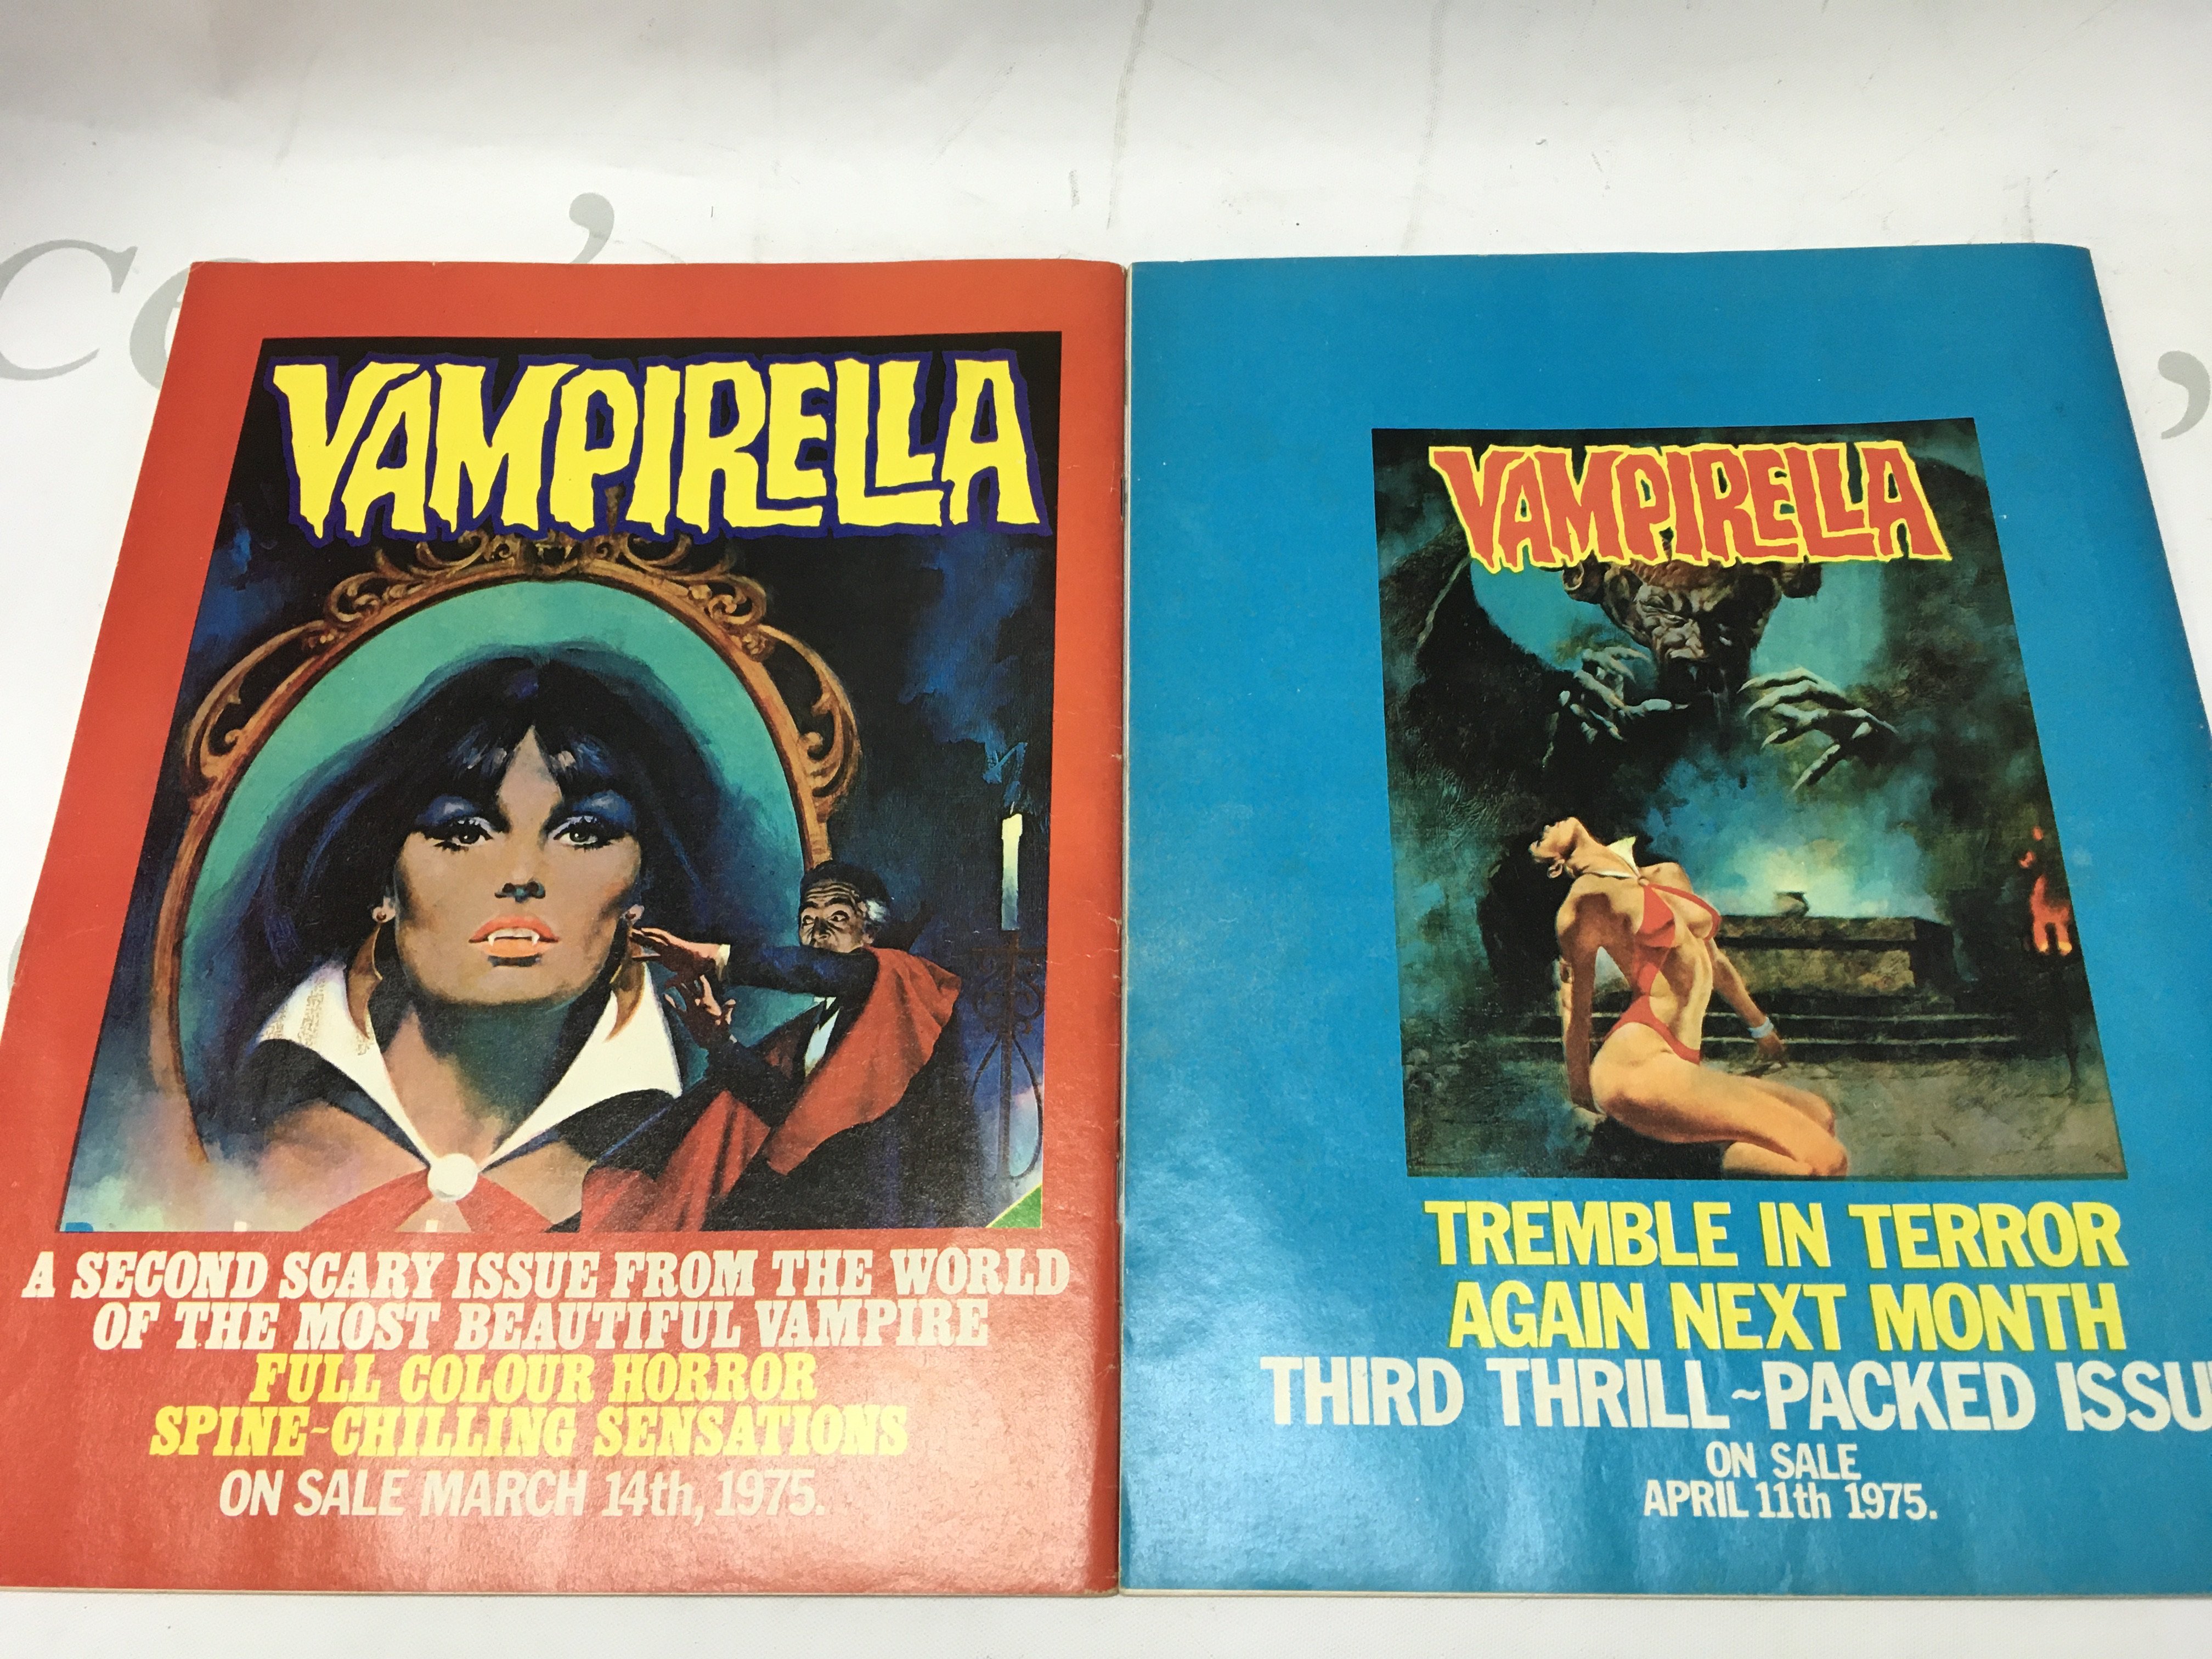 VAMPIRELLA
A SECOND SCARY ISSUE FROM THE WORLD
OF THE MOST BEAUTIFUL VAMPIRE
FULL COLOUR HORROR
SPINE~CHILLING SENSATIONS
ON SALE MARCH 14th, 1975.
VAMPIRELLA
TREMBLE IN TERROR
AGAIN NEXT MONTH
THIRD THRILL~PACKED ISSU
ON SALE
APRIL 11th 1975.